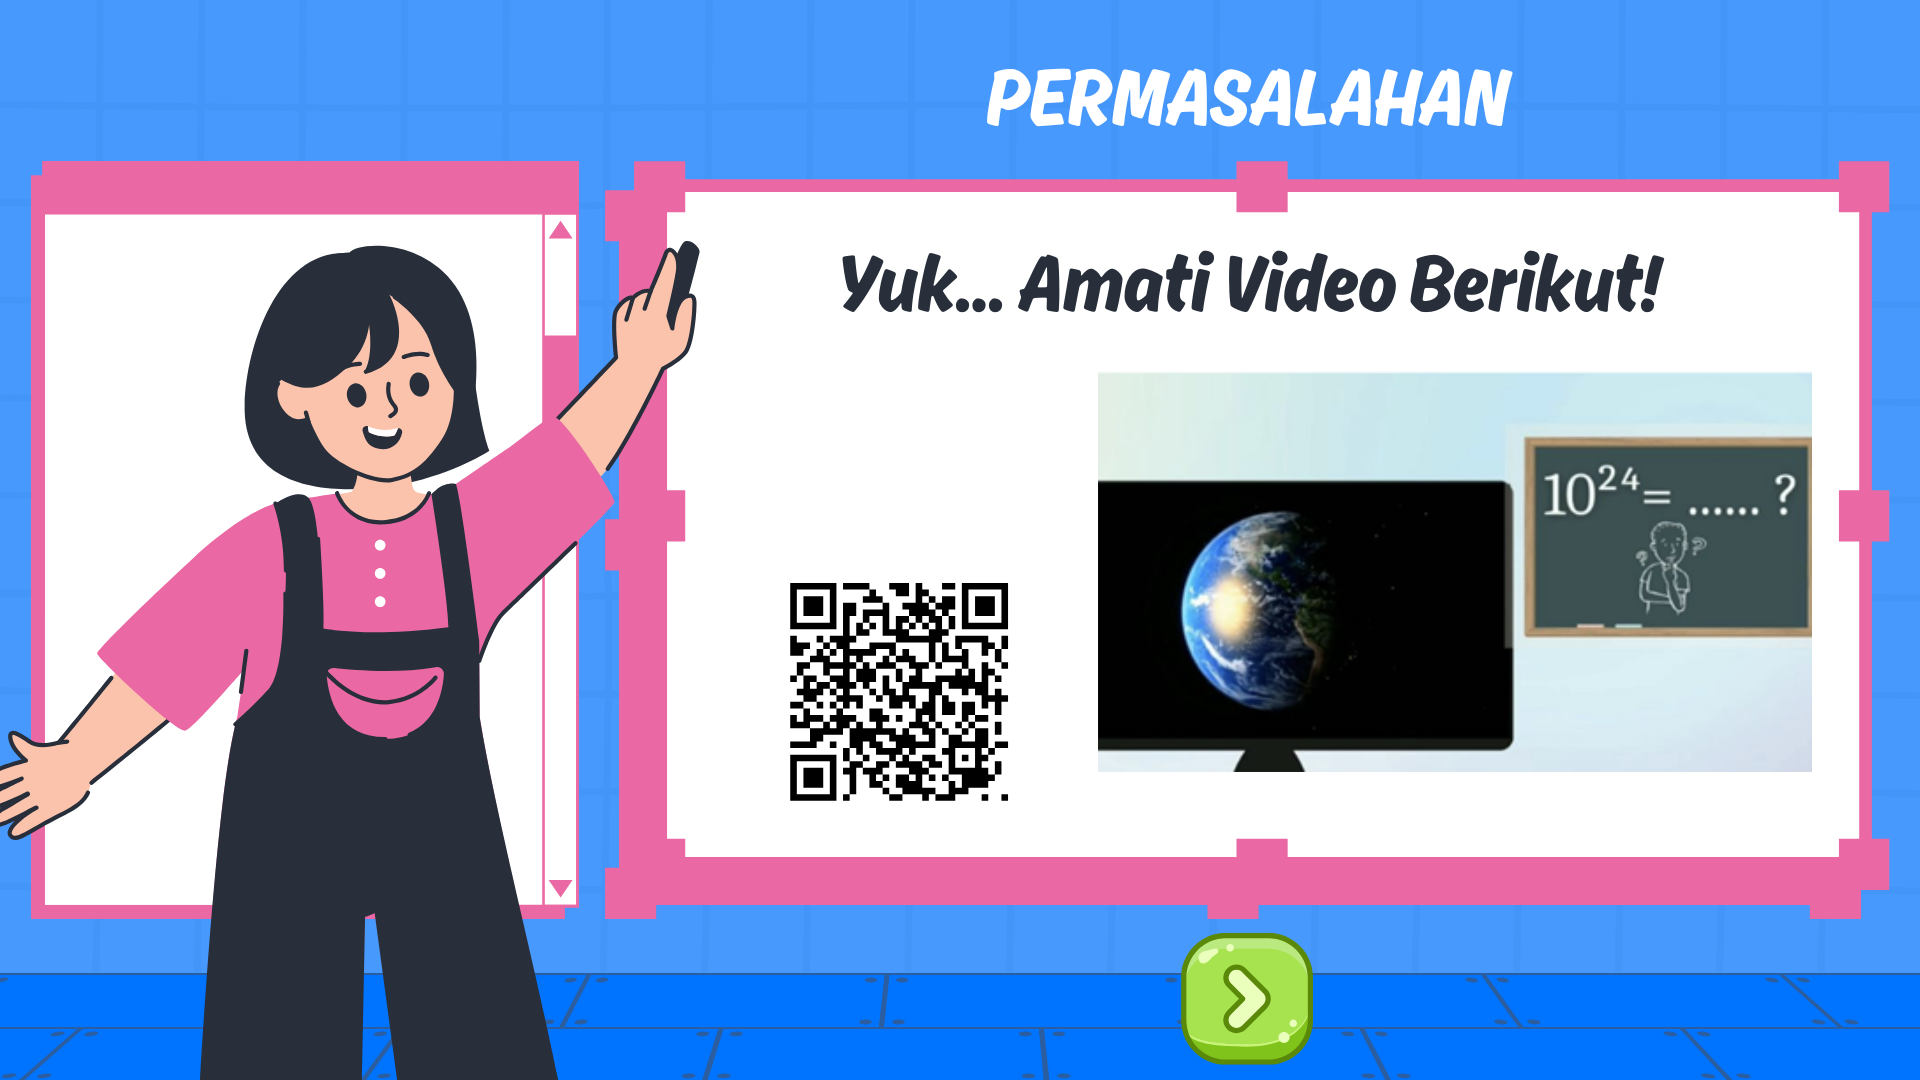 PERMASALAHAN
Yuk... Amati Video Berikut!
10²⁴= ...... ?
? ?